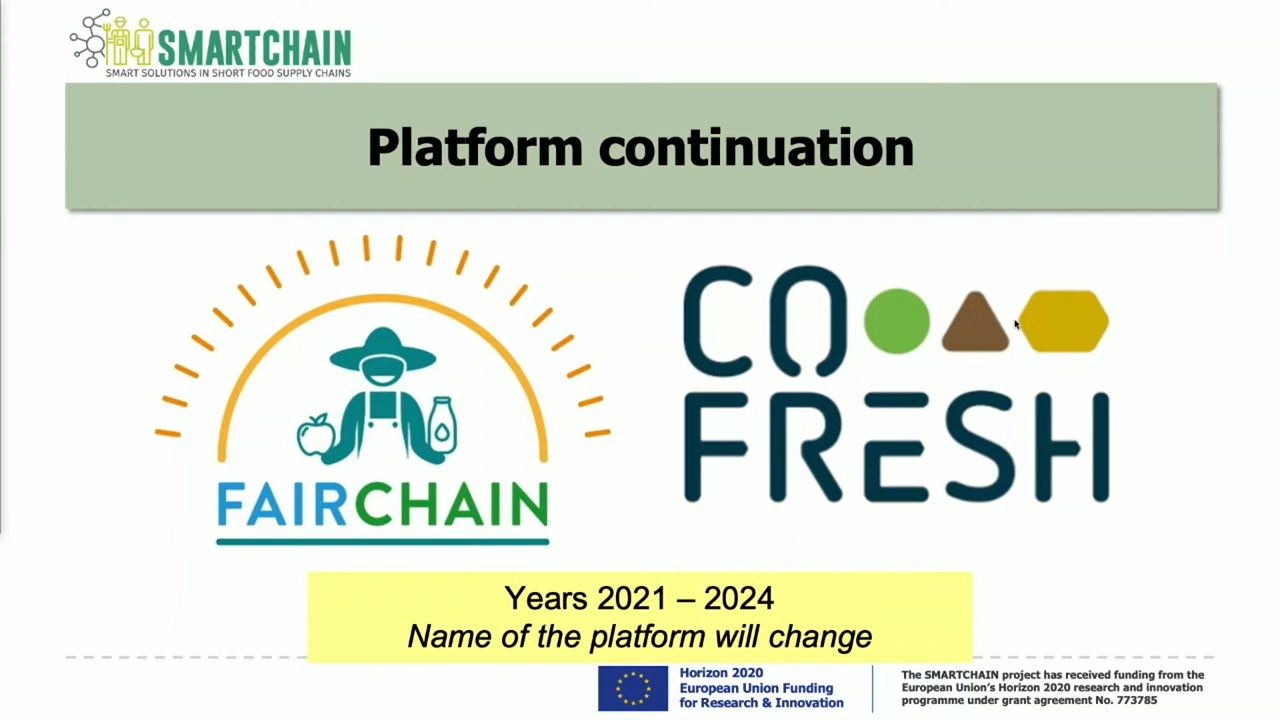 SMARTCHAIN
SMART SOLUTIONS IN SHORT FOOD SUPPLY CHAINS
Platform continuation
FAIRCHAIN
CO
FRESH
Years 2021 – 2024
Name of the platform will change
Horizon 2020
European Union Funding
for Research & Innovation
The SMARTCHAIN project has received funding from the
European Union's Horizon 2020 research and innovation
programme under grant agreement No. 773785